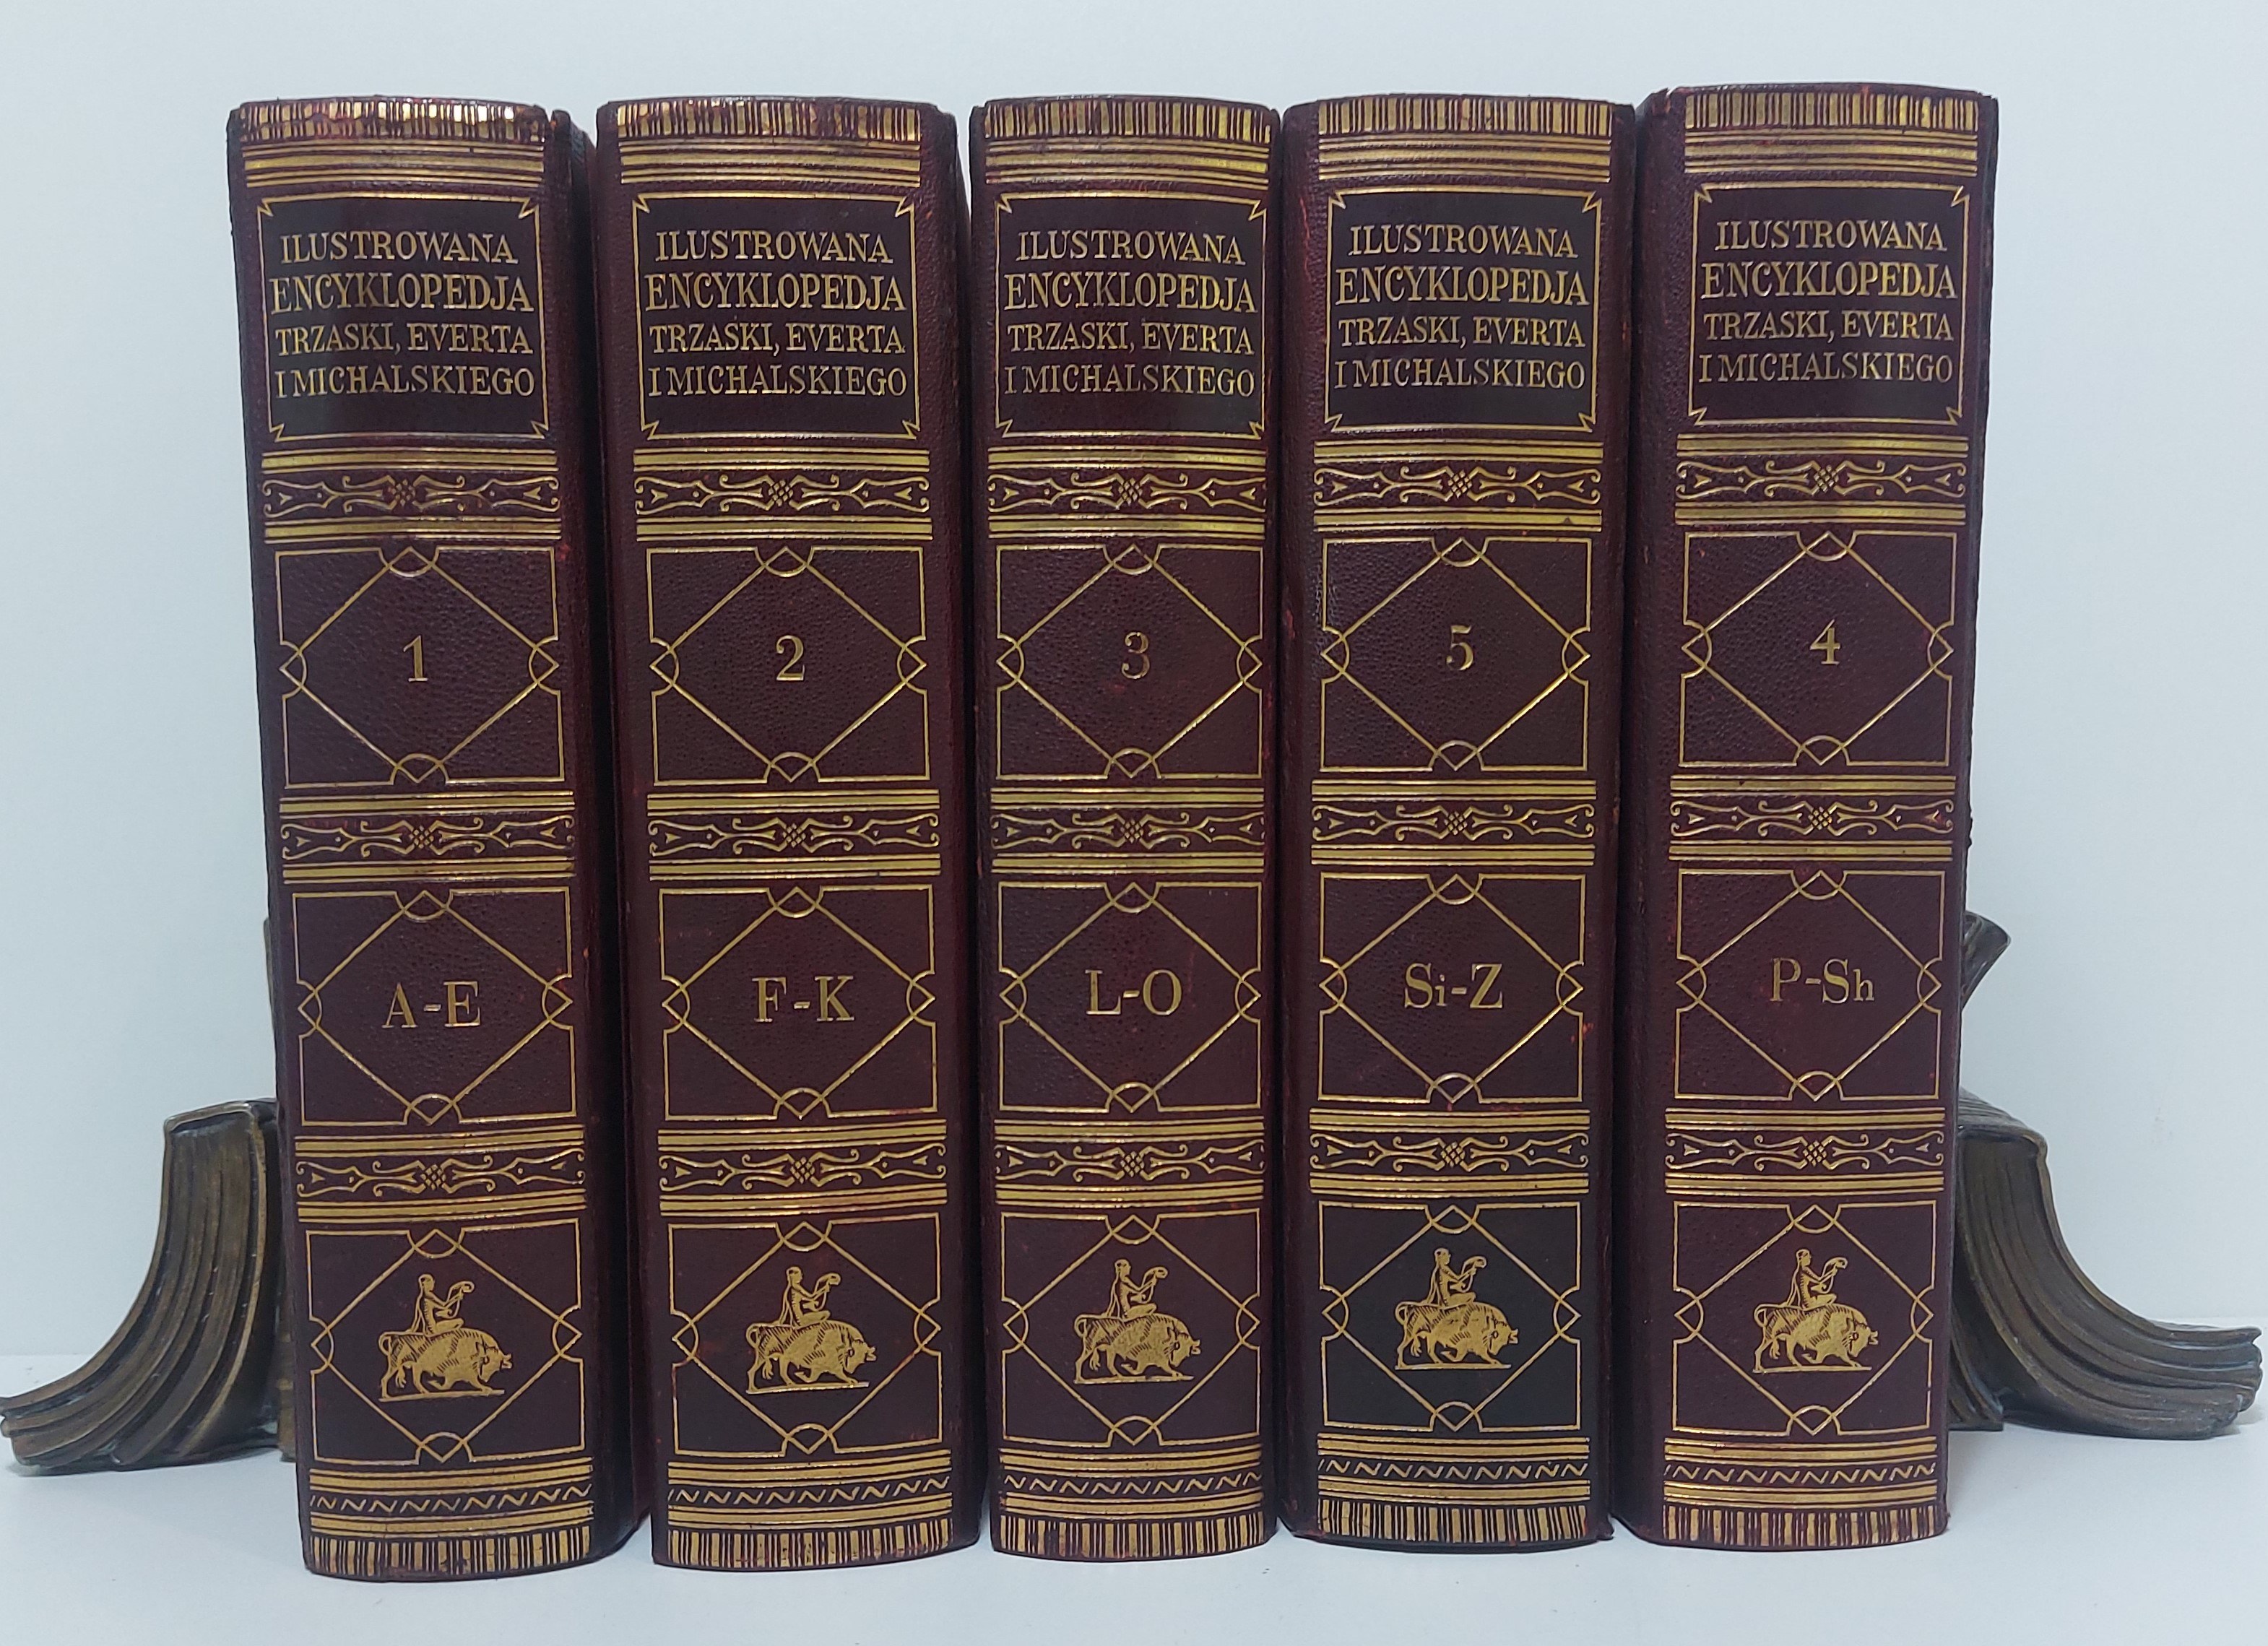 ILUSTROWANA
ENCYKLOPEDJA
TRZASKI, EVERTA
I MICHALSKIEGO
1
A-E
ILUSTROWANA
ENCYKLOPEDJA
TRZASKI, EVERTA
I MICHALSKIEGO
2
F-K
ILUSTROWANA
ENCYKLOPEDJA
TRZASKI, EVERTA
I MICHALSKIEGO
3
L-O
ILUSTROWANA
ENCYKLOPEDJA
TRZASKI, EVERTA
I MICHALSKIEGO
5
Si-Z
ILUSTROWANA
ENCYKLOPEDJA
TRZASKI, EVERTA
I MICHALSKIEGO
4
P-Sh